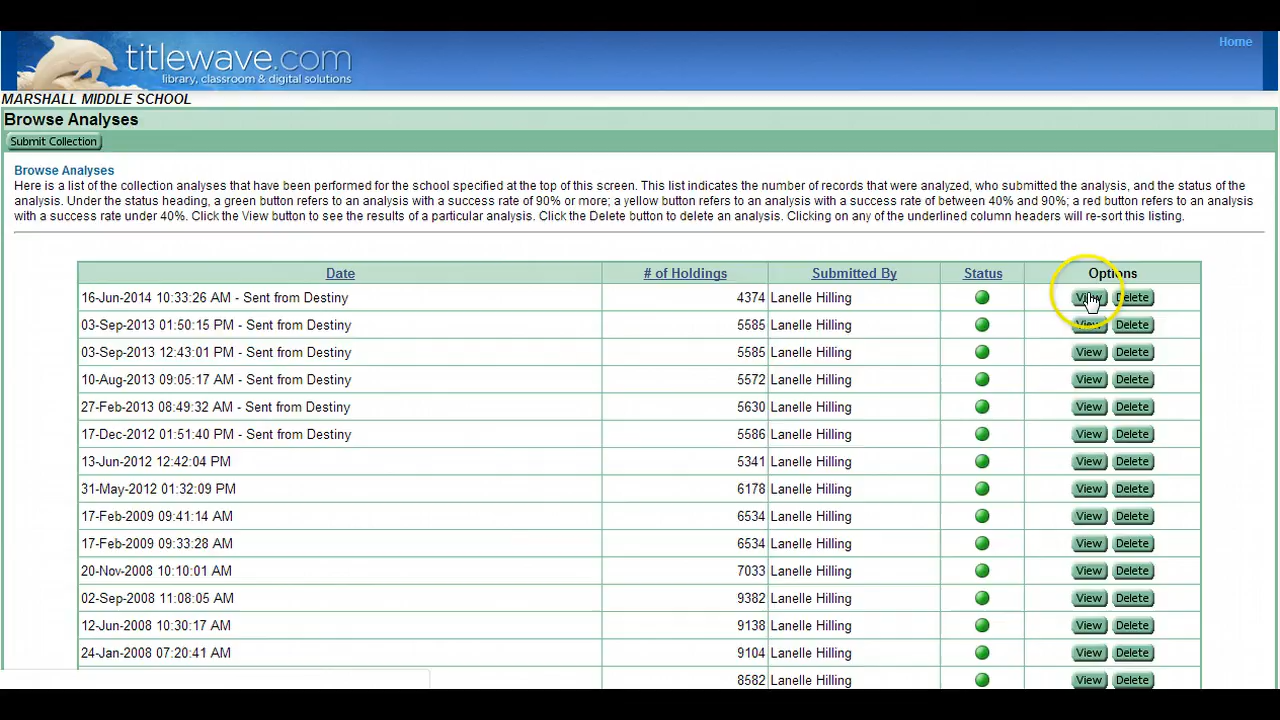 Home
titlewave.com
library, classroom & digital solutions
MARSHALL MIDDLE SCHOOL
Browse Analyses
Submit Collection
Browse Analyses
Here is a list of the collection analyses that have been performed for the school specified at the top of this screen. This list indicates the number of records that were analyzed, who submitted the analysis, and the status of the
analysis. Under the status heading, a green button refers to an analysis with a success rate of 90% or more; a yellow button refers to an analysis with a success rate of between 40% and 90%; a red button refers to an analysis
with a success rate under 40%. Click the View button to see the results of a particular analysis. Click the Delete button to delete an analysis. Clicking on any of the underlined column headers will re-sort this listing.
Date # of Holdings Submitted By Status Options
16-Jun-2014 10:33:26 AM - Sent from Destiny 4374 Lanelle Hilling View Delete
03-Sep-2013 01:50:15 PM - Sent from Destiny 5585 Lanelle Hilling View Delete
03-Sep-2013 12:43:01 PM - Sent from Destiny 5585 Lanelle Hilling View Delete
10-Aug-2013 09:05:17 AM - Sent from Destiny 5572 Lanelle Hilling View Delete
27-Feb-2013 08:49:32 AM - Sent from Destiny 5630 Lanelle Hilling View Delete
17-Dec-2012 01:51:40 PM - Sent from Destiny 5586 Lanelle Hilling View Delete
13-Jun-2012 12:42:04 PM 5341 Lanelle Hilling View Delete
31-May-2012 01:32:09 PM 6178 Lanelle Hilling View Delete
17-Feb-2009 09:41:14 AM 6534 Lanelle Hilling View Delete
17-Feb-2009 09:33:28 AM 6534 Lanelle Hilling View Delete
20-Nov-2008 10:10:01 AM 7033 Lanelle Hilling View Delete
02-Sep-2008 11:08:05 AM 9382 Lanelle Hilling View Delete
12-Jun-2008 10:30:17 AM 9138 Lanelle Hilling View Delete
24-Jan-2008 07:20:41 AM 9104 Lanelle Hilling View Delete
8582 Lanelle Hilling View Delete